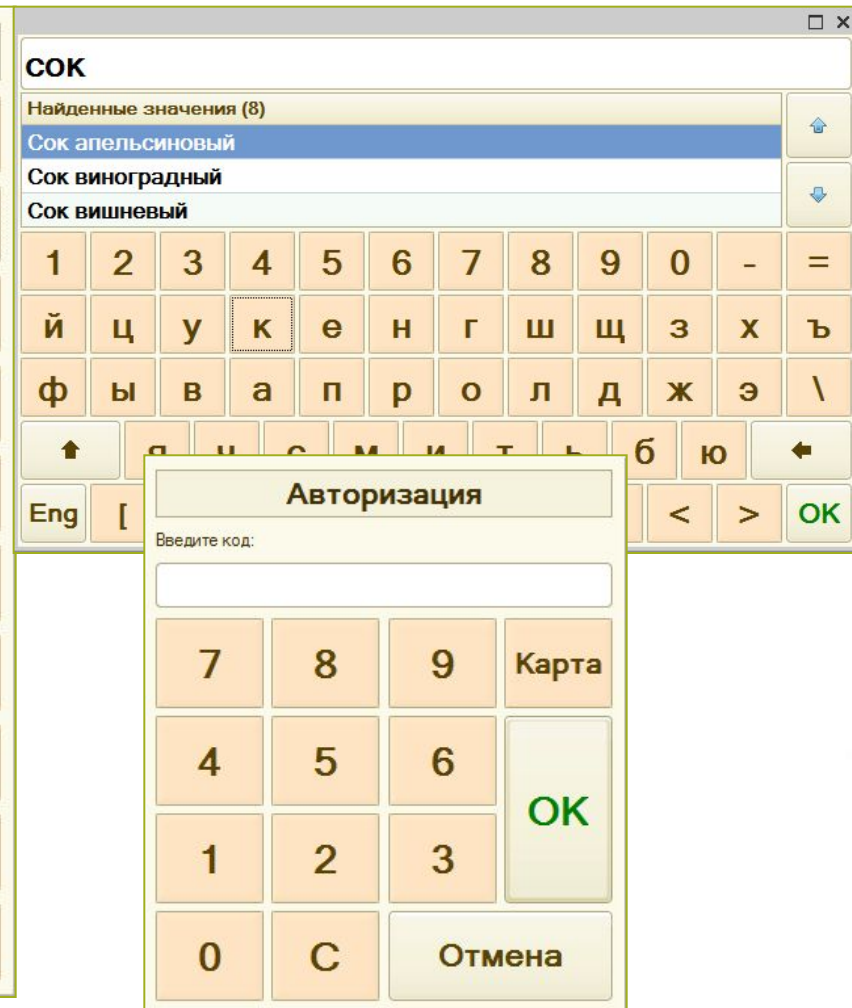 сок
Найденные значения (8)
Сок апельсиновый
Сок виноградный
Сок вишневый
1 2 3 4 5 6 7 8 9 0 - =
й ц у к е н г ш щ з х ъ
ф ы в а п р о л д ж э \
я ч с м и т ь б ю
Eng [ < > OK
Авторизация
Введите код:
7 8 9 Карта
4 5 6
OK
1 2 3
0 C Отмена